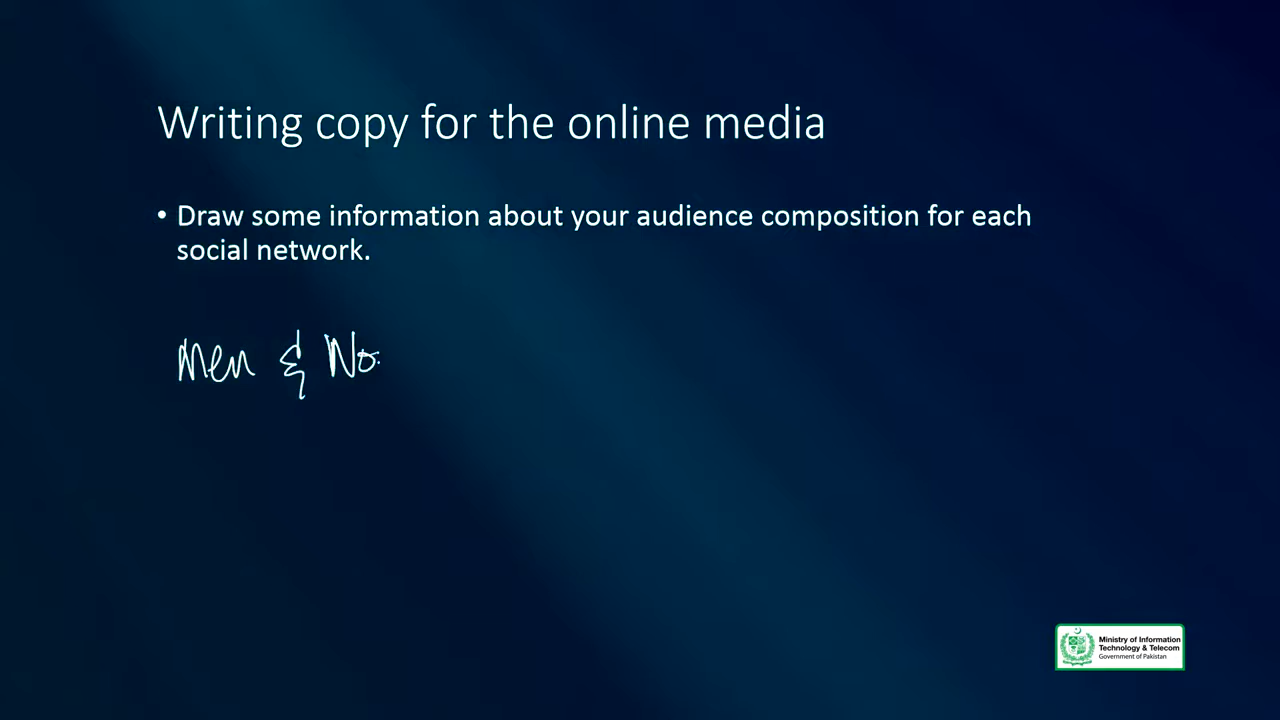 Writing copy for the online media
• Draw some information about your audience composition for each
social network.
Men & No
Ministry of Information
Technology & Telecom
Government of Pakistan